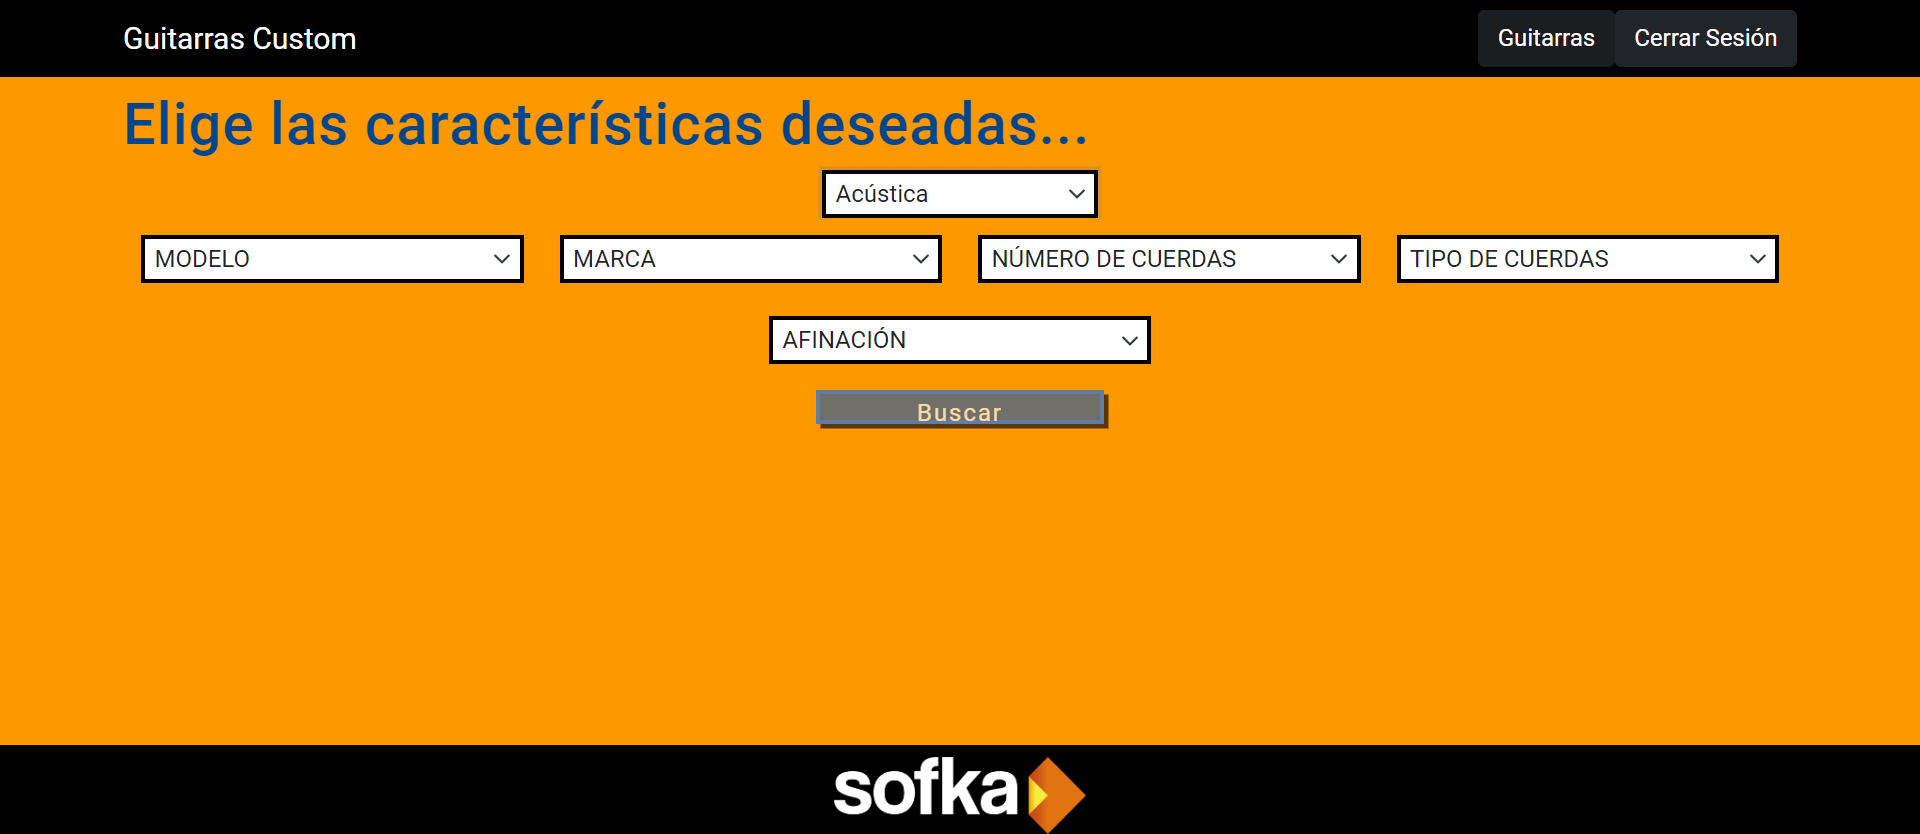 Guitarras Custom
Guitarras
Cerrar Sesión
Elige las características deseadas...
Acústica
MODELO
MARCA
NÚMERO DE CUERDAS
TIPO DE CUERDAS
AFINACIÓN
Buscar
sofka